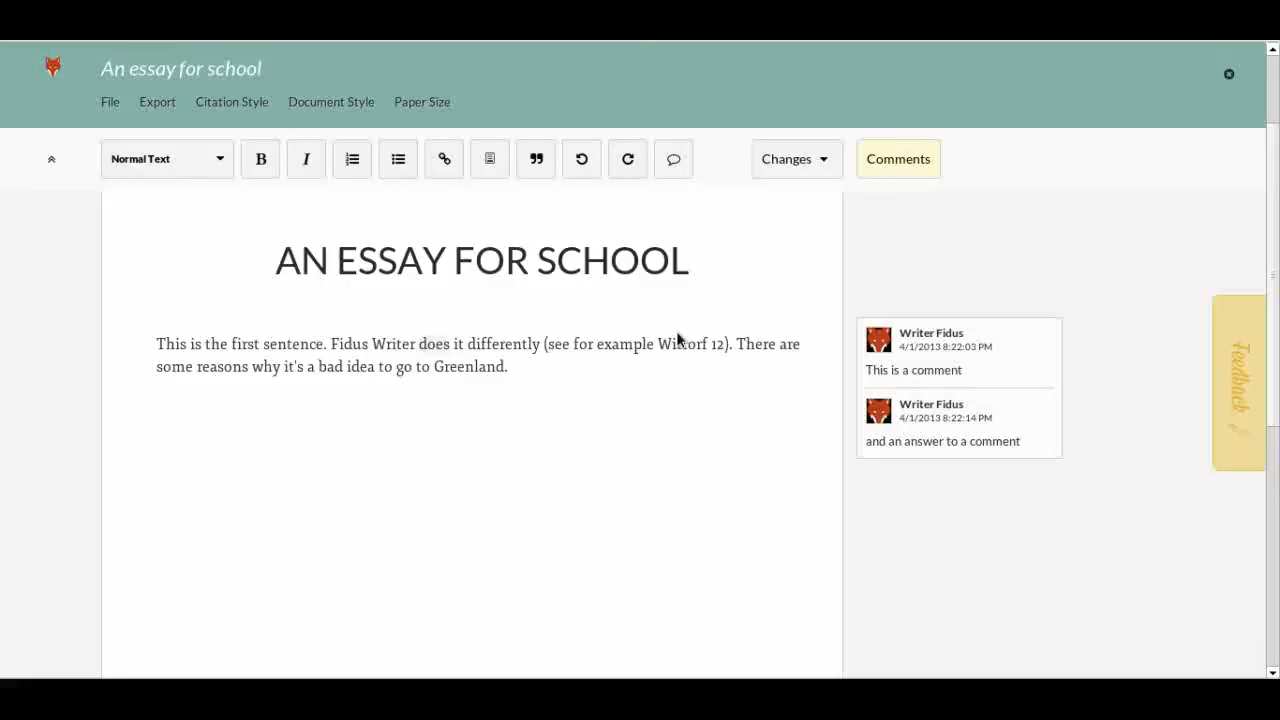 An essay for school
File Export Citation Style Document Style Paper Size
Normal Text B I Changes Comments
AN ESSAY FOR SCHOOL
This is the first sentence. Fidus Writer does it differently (see for example 12). There are
some reasons why it's a bad idea to go to Greenland.
Writer Fidus
4/1/2013 8:22:03 PM
This is a comment
Writer Fidus
4/1/2013 8:22:14 PM
and an answer to a comment
Feedback